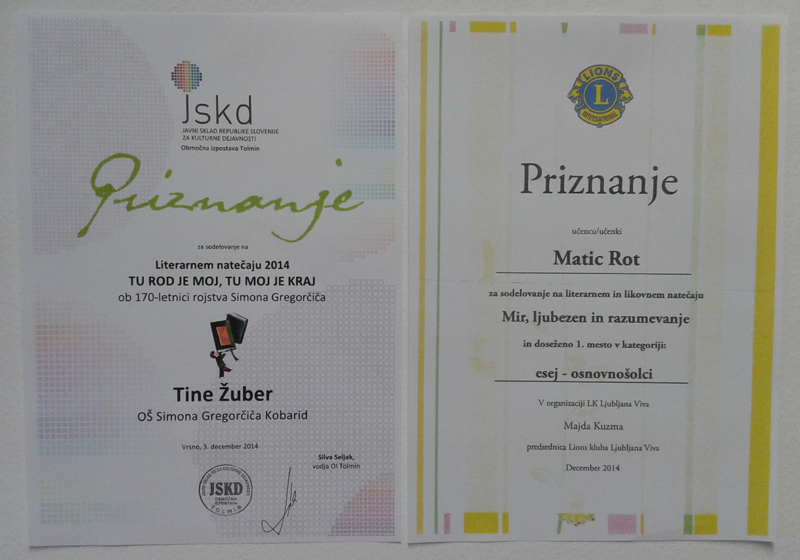 Jskd
JAVNI SKLAD REPUBLIKE SLOVENIJE
ZA KULTURNE DEJAVNOSTI
Območna izpostava Tolmin
Priznanje
za sodelovanje na
Literarnem natečaju 2014
TU ROD JE MOJ, TU MOJ JE KRAJ
ob 170-letnici rojstva Simona Gregorčiča
Tine Žuber
OŠ Simona Gregorčiča Kobarid
Vrsno, 3. december 2014
Silva Seljak,
vodja OI Tolmin
JSKD
OBMOČNA
IZPOSTAVA
TOLMIN
LIONS
L
INTERNATIONAL
Priznanje
učencu/učenki
Matic Rot
za sodelovanje na literarnem in likovnem natečaju
Mir, ljubezen in razumevanje
in doseženo 1. mesto v kategoriji:
esej - osnovnošolci
V organizaciji LK Ljubljana Viva
Majda Kuzma
predsednica Lions kluba Ljubljana Viva
December 2014